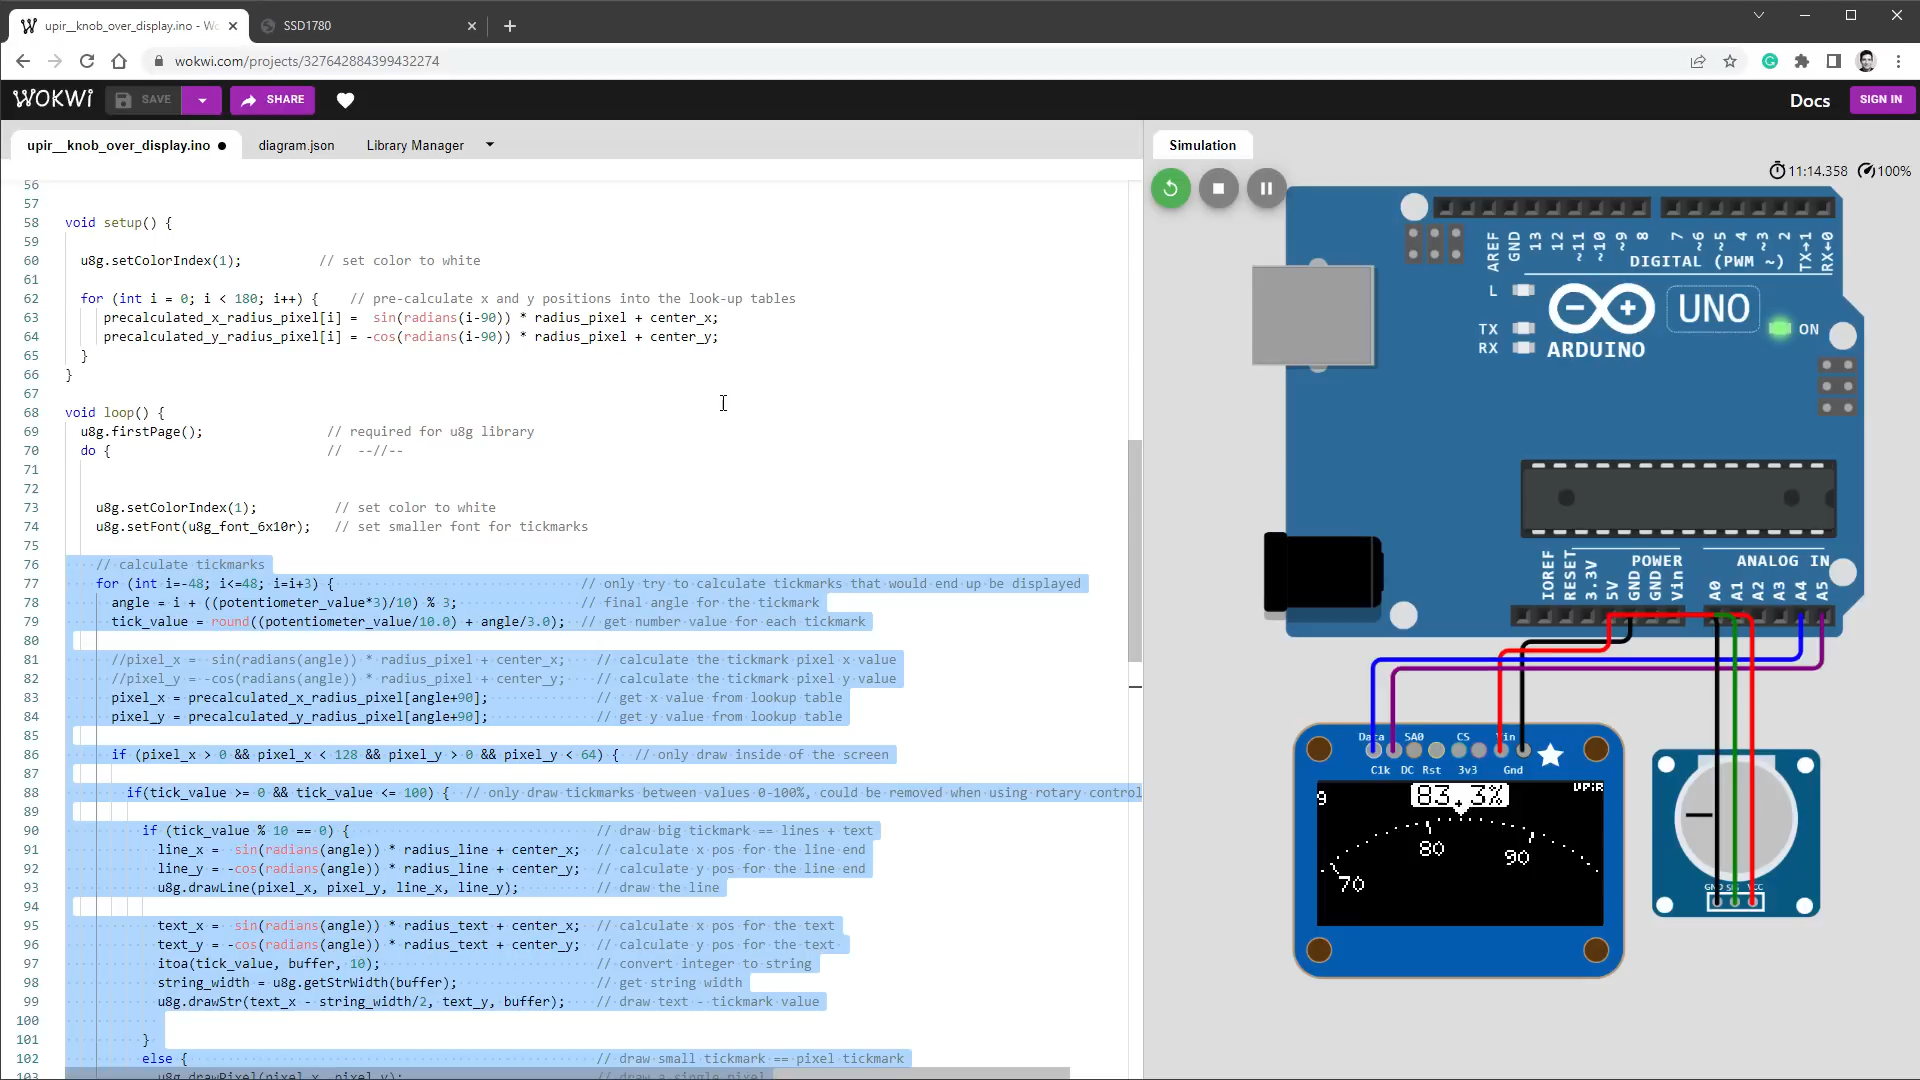 upir_knob_over_display.ino - Wo
SSD1780
wokwi.com/projects/327642884399432274
WOKWI
SAVE
SHARE
Docs
SIGN IN
upir__knob_over_display.ino
diagram.json
Library Manager
56
57
58 void setup() {
59
60 u8g.setColorIndex(1); // set color to white
61
62 for (int i = 0; i < 180; i++) { // pre-calculate x and y positions into the look-up tables
63 precalculated_x_radius_pixel[i] = sin(radians(i-90)) * radius_pixel + center_x;
64 precalculated_y_radius_pixel[i] = -cos(radians(i-90)) * radius_pixel + center_y;
65 }
66 }
67
68 void loop() {
69 u8g.firstPage(); // required for u8g library
70 do { // --//--
71
72
73 u8g.setColorIndex(1); // set color to white
74 u8g.setFont(u8g_font_6x10r); // set smaller font for tickmarks
75
76 // calculate tickmarks
77 for (int i=-48; i<=48; i=i+3) { // only try to calculate tickmarks that would end up be displayed
78 angle = i + ((potentiometer_value*3)/10) % 3; // final angle for the tickmark
79 tick_value = round((potentiometer_value/10.0) + angle/3.0); // get number value for each tickmark
80
81 //pixel_x = sin(radians(angle)) * radius_pixel + center_x; // calculate the tickmark pixel x value
82 //pixel_y = -cos(radians(angle)) * radius_pixel + center_y; // calculate the tickmark pixel y value
83 pixel_x = precalculated_x_radius_pixel[angle+90]; // get x value from lookup table
84 pixel_y = precalculated_y_radius_pixel[angle+90]; // get y value from lookup table
85
86 if (pixel_x > 0 && pixel_x < 128 && pixel_y > 0 && pixel_y < 64) { // only draw inside of the screen
87
88 if(tick_value >= 0 && tick_value <= 100) { // only draw tickmarks between values 0-100%, could be removed when using rotary control
89
90 if (tick_value % 10 == 0) { // draw big tickmark == lines + text
91 line_x = sin(radians(angle)) * radius_line + center_x; // calculate x pos for the line end
92 line_y = -cos(radians(angle)) * radius_line + center_y; // calculate y pos for the line end
93 u8g.drawLine(pixel_x, pixel_y, line_x, line_y); // draw the line
94
95 text_x = sin(radians(angle)) * radius_text + center_x; // calculate x pos for the text
96 text_y = -cos(radians(angle)) * radius_text + center_y; // calculate y pos for the text
97 itoa(tick_value, buffer, 10); // convert integer to string
98 string_width = u8g.getStrWidth(buffer); // get string width
99 u8g.drawStr(text_x - string_width/2, text_y, buffer); // draw text - tickmark value
100
101 }
102 else { // draw small tickmark == pixel tickmark
103 u8g.drawPixel(pixel_x, pixel_y); // draw a single pixel
Simulation
11:14.358 100%
AREF
GND
13
12
~11
~10
~9
8
7
~6
~5
4
~3
2
TX→1
RX←0
DIGITAL (PWM ~)
L
TX
RX
UNO
ARDUINO
ON
IOREF
RESET
3.3V
5V
GND
GND
Vin
POWER
A0
A1
A2
A3
A4
A5
ANALOG IN
Data SA0 CS Vin
Clk DC Rst 3v3 Gnd
9
83.3%
UPiR
80
90
70
GND SIG VCC